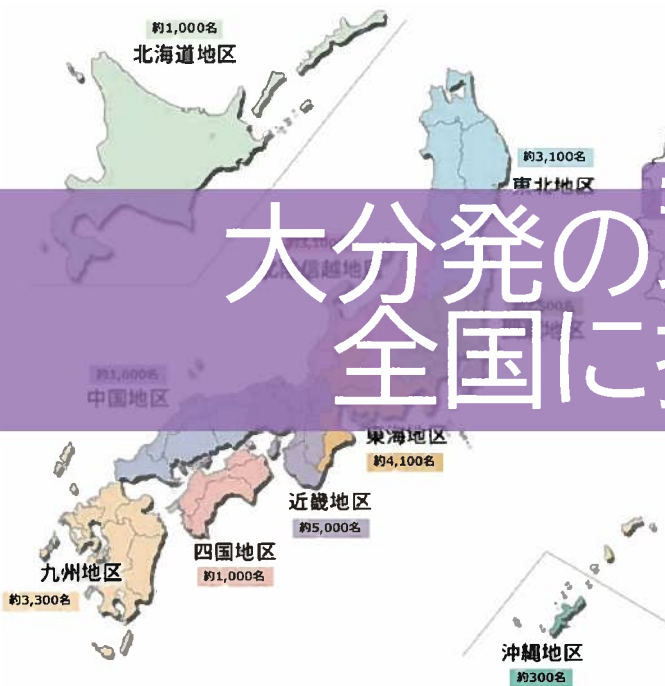 約1,000名
北海道地区
約3,100名
東北地区
大分発の
全国に
約1,600名
中国地区
東海地区
約4,100名
近畿地区
約5,000名
四国地区
約1,000名
九州地区
約3,300名
沖縄地区
約300名